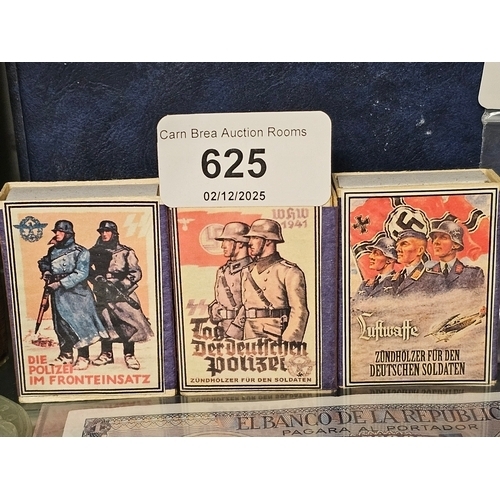 Carn Brea Auction Rooms
625
02/12/2025
DIE
POLIZEI
IM FRONTEINSATZ
WHW
1941
Tag
Der deutschen
Polizei
ZÜNDHÖLZER FÜR DEN SOLDATEN
Luftwaffe
ZÜNDHÖLZER FÜR DEN
DEUTSCHEN SOLDATEN
EL BANCO DE LA REPUBLI
PAGARA AL PORTADOR